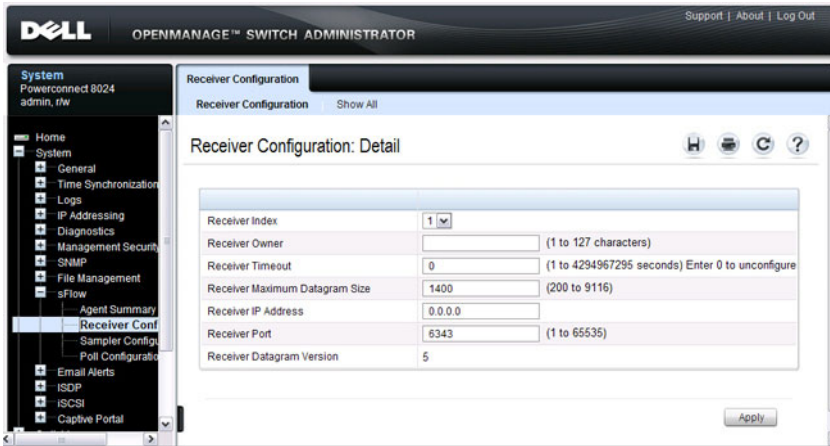 Support | About | Log Out
DELL
OPENMANAGE™ SWITCH ADMINISTRATOR
System
Powerconnect 8024
admin, r/w
Home
System
General
Time Synchronization
Logs
IP Addressing
Diagnostics
Management Security
SNMP
File Management
sFlow
Agent Summary
Receiver Conf
Sampler Configu
Poll Configuratio
Email Alerts
ISDP
iSCSI
Captive Portal
Receiver Configuration
Receiver Configuration Show All
Receiver Configuration: Detail
Receiver Index 1
Receiver Owner (1 to 127 characters)
Receiver Timeout 0 (1 to 4294967295 seconds) Enter 0 to unconfigure
Receiver Maximum Datagram Size 1400 (200 to 9116)
Receiver IP Address 0.0.0.0
Receiver Port 6343 (1 to 65535)
Receiver Datagram Version 5
Apply